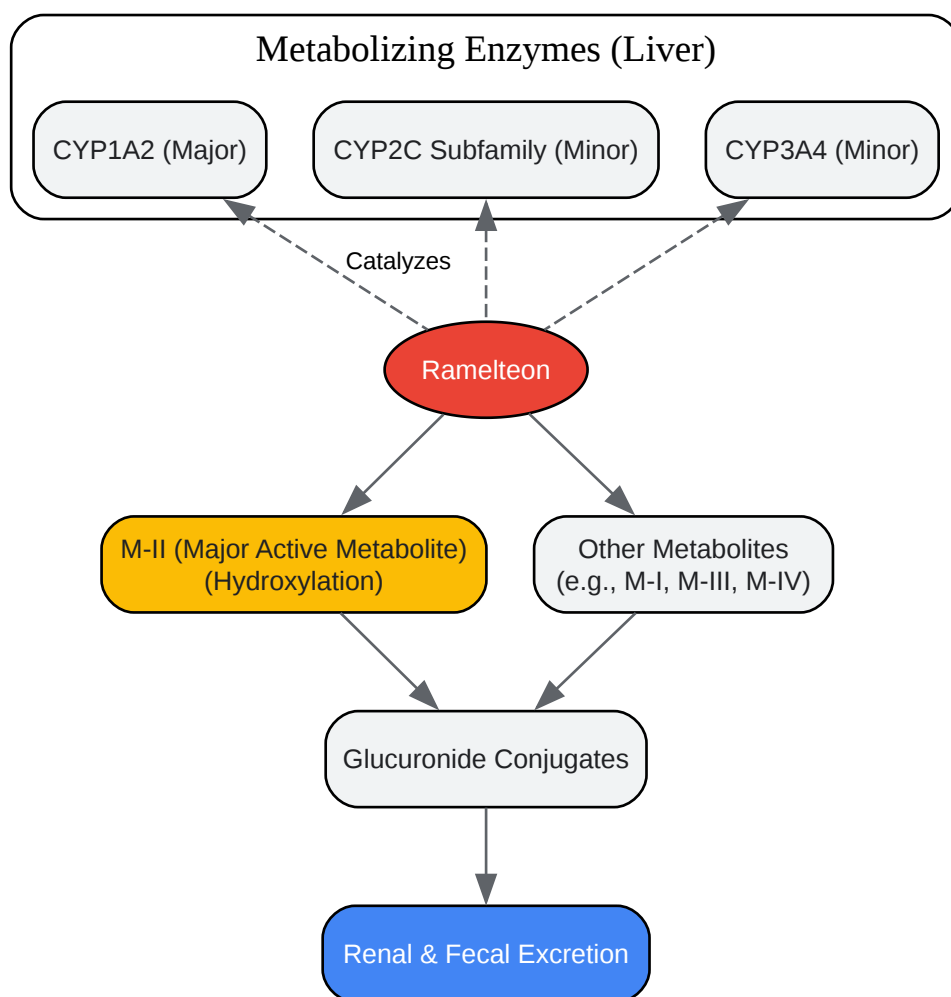 Metabolizing Enzymes (Liver)
CYP1A2 (Major)
CYP2C Subfamily (Minor)
CYP3A4 (Minor)
Catalyzes
Ramelteon
M-II (Major Active Metabolite)
(Hydroxylation)
Other Metabolites
(e.g., M-I, M-III, M-IV)
Glucuronide Conjugates
Renal & Fecal Excretion